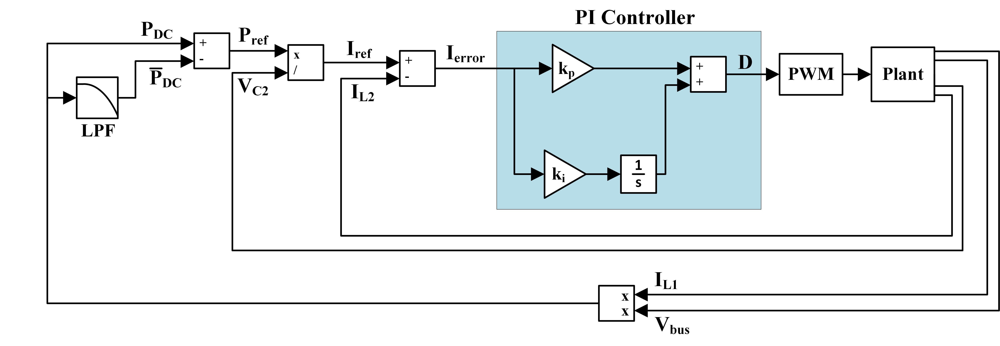 PI Controller
P_DC
+
-
P̅_DC
LPF
P_ref
x
/
V_C2
I_ref
+
-
I_L2
I_error
k_p
k_i
1
s
+
+
D
PWM
Plant
I_L1
x
x
V_bus